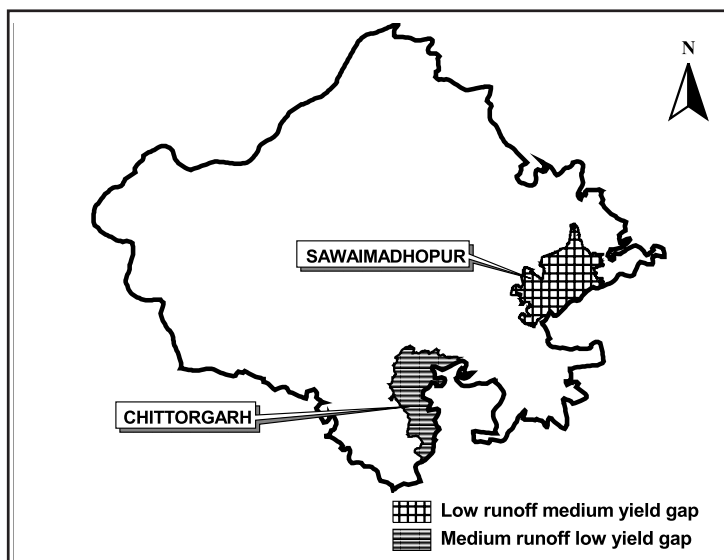 N
SAWAIMADHOPUR
CHITTORGARH
Low runoff medium yield gap
Medium runoff low yield gap